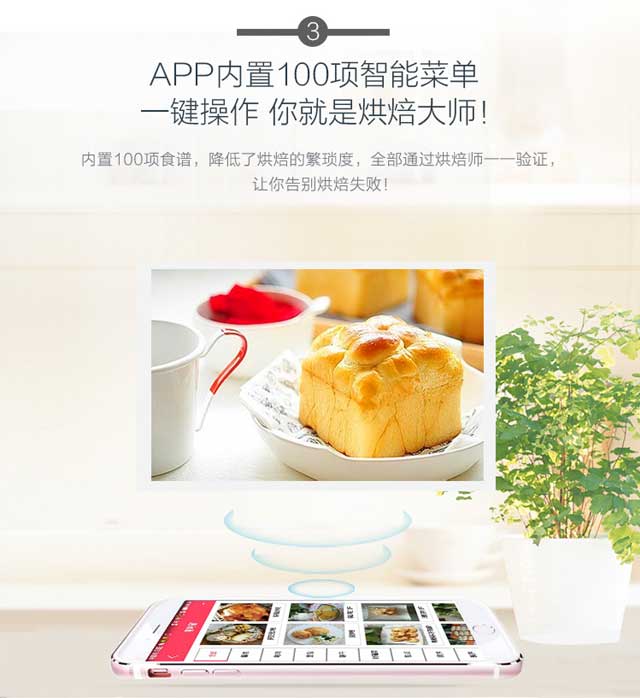 3
APP内置100项智能菜单
一键操作 你就是烘焙大师!
内置100项食谱，降低了烘焙的繁琐度，全部通过烘焙师一一验证，
让你告别烘焙失败!